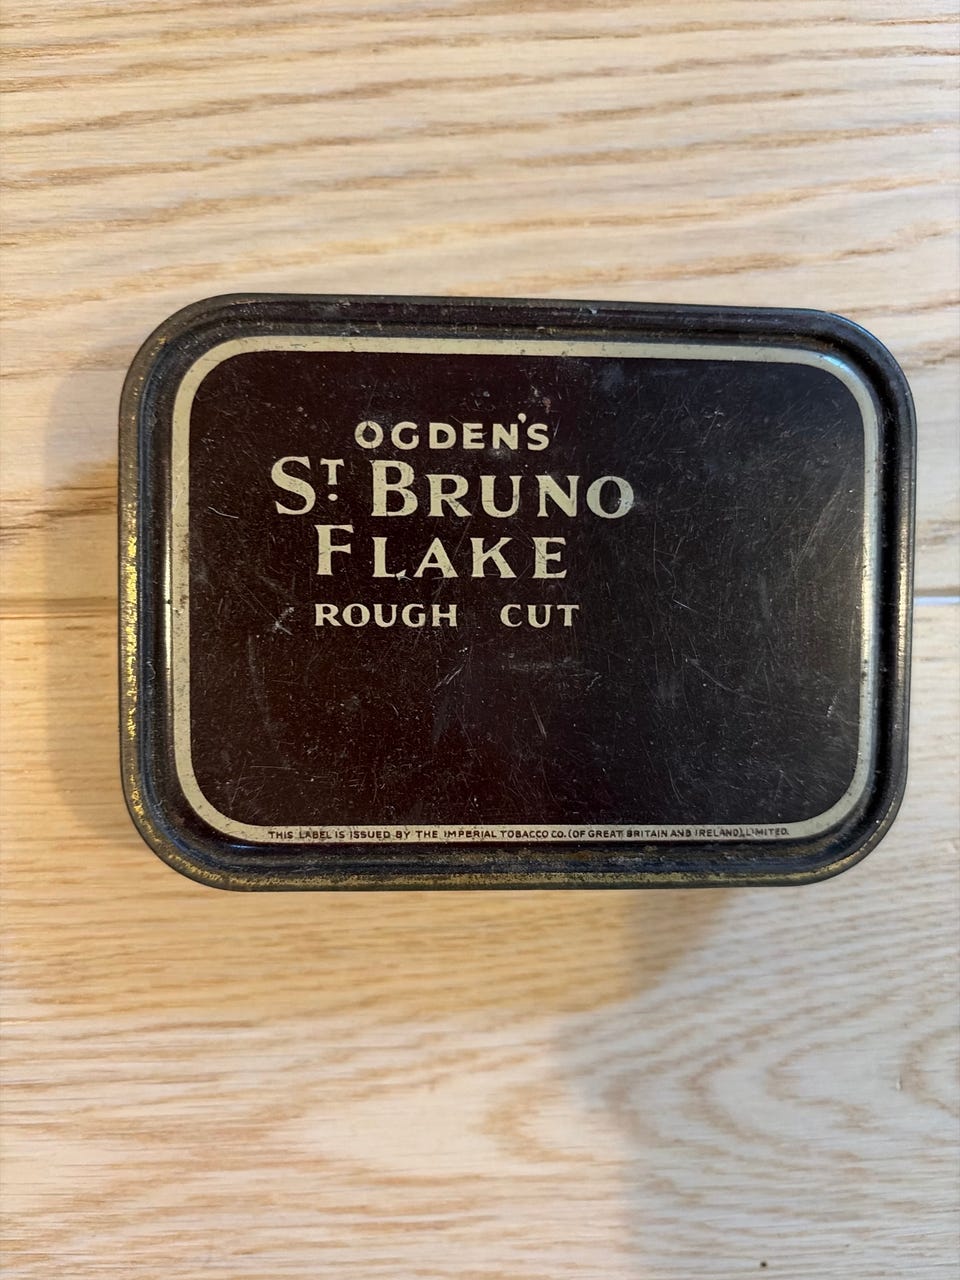 OGDEN'S
ST. BRUNO
FLAKE
ROUGH CUT
THIS LABEL IS ISSUED BY THE IMPERIAL TOBACCO CO. (OF GREAT BRITAIN AND IRELAND), LIMITED.